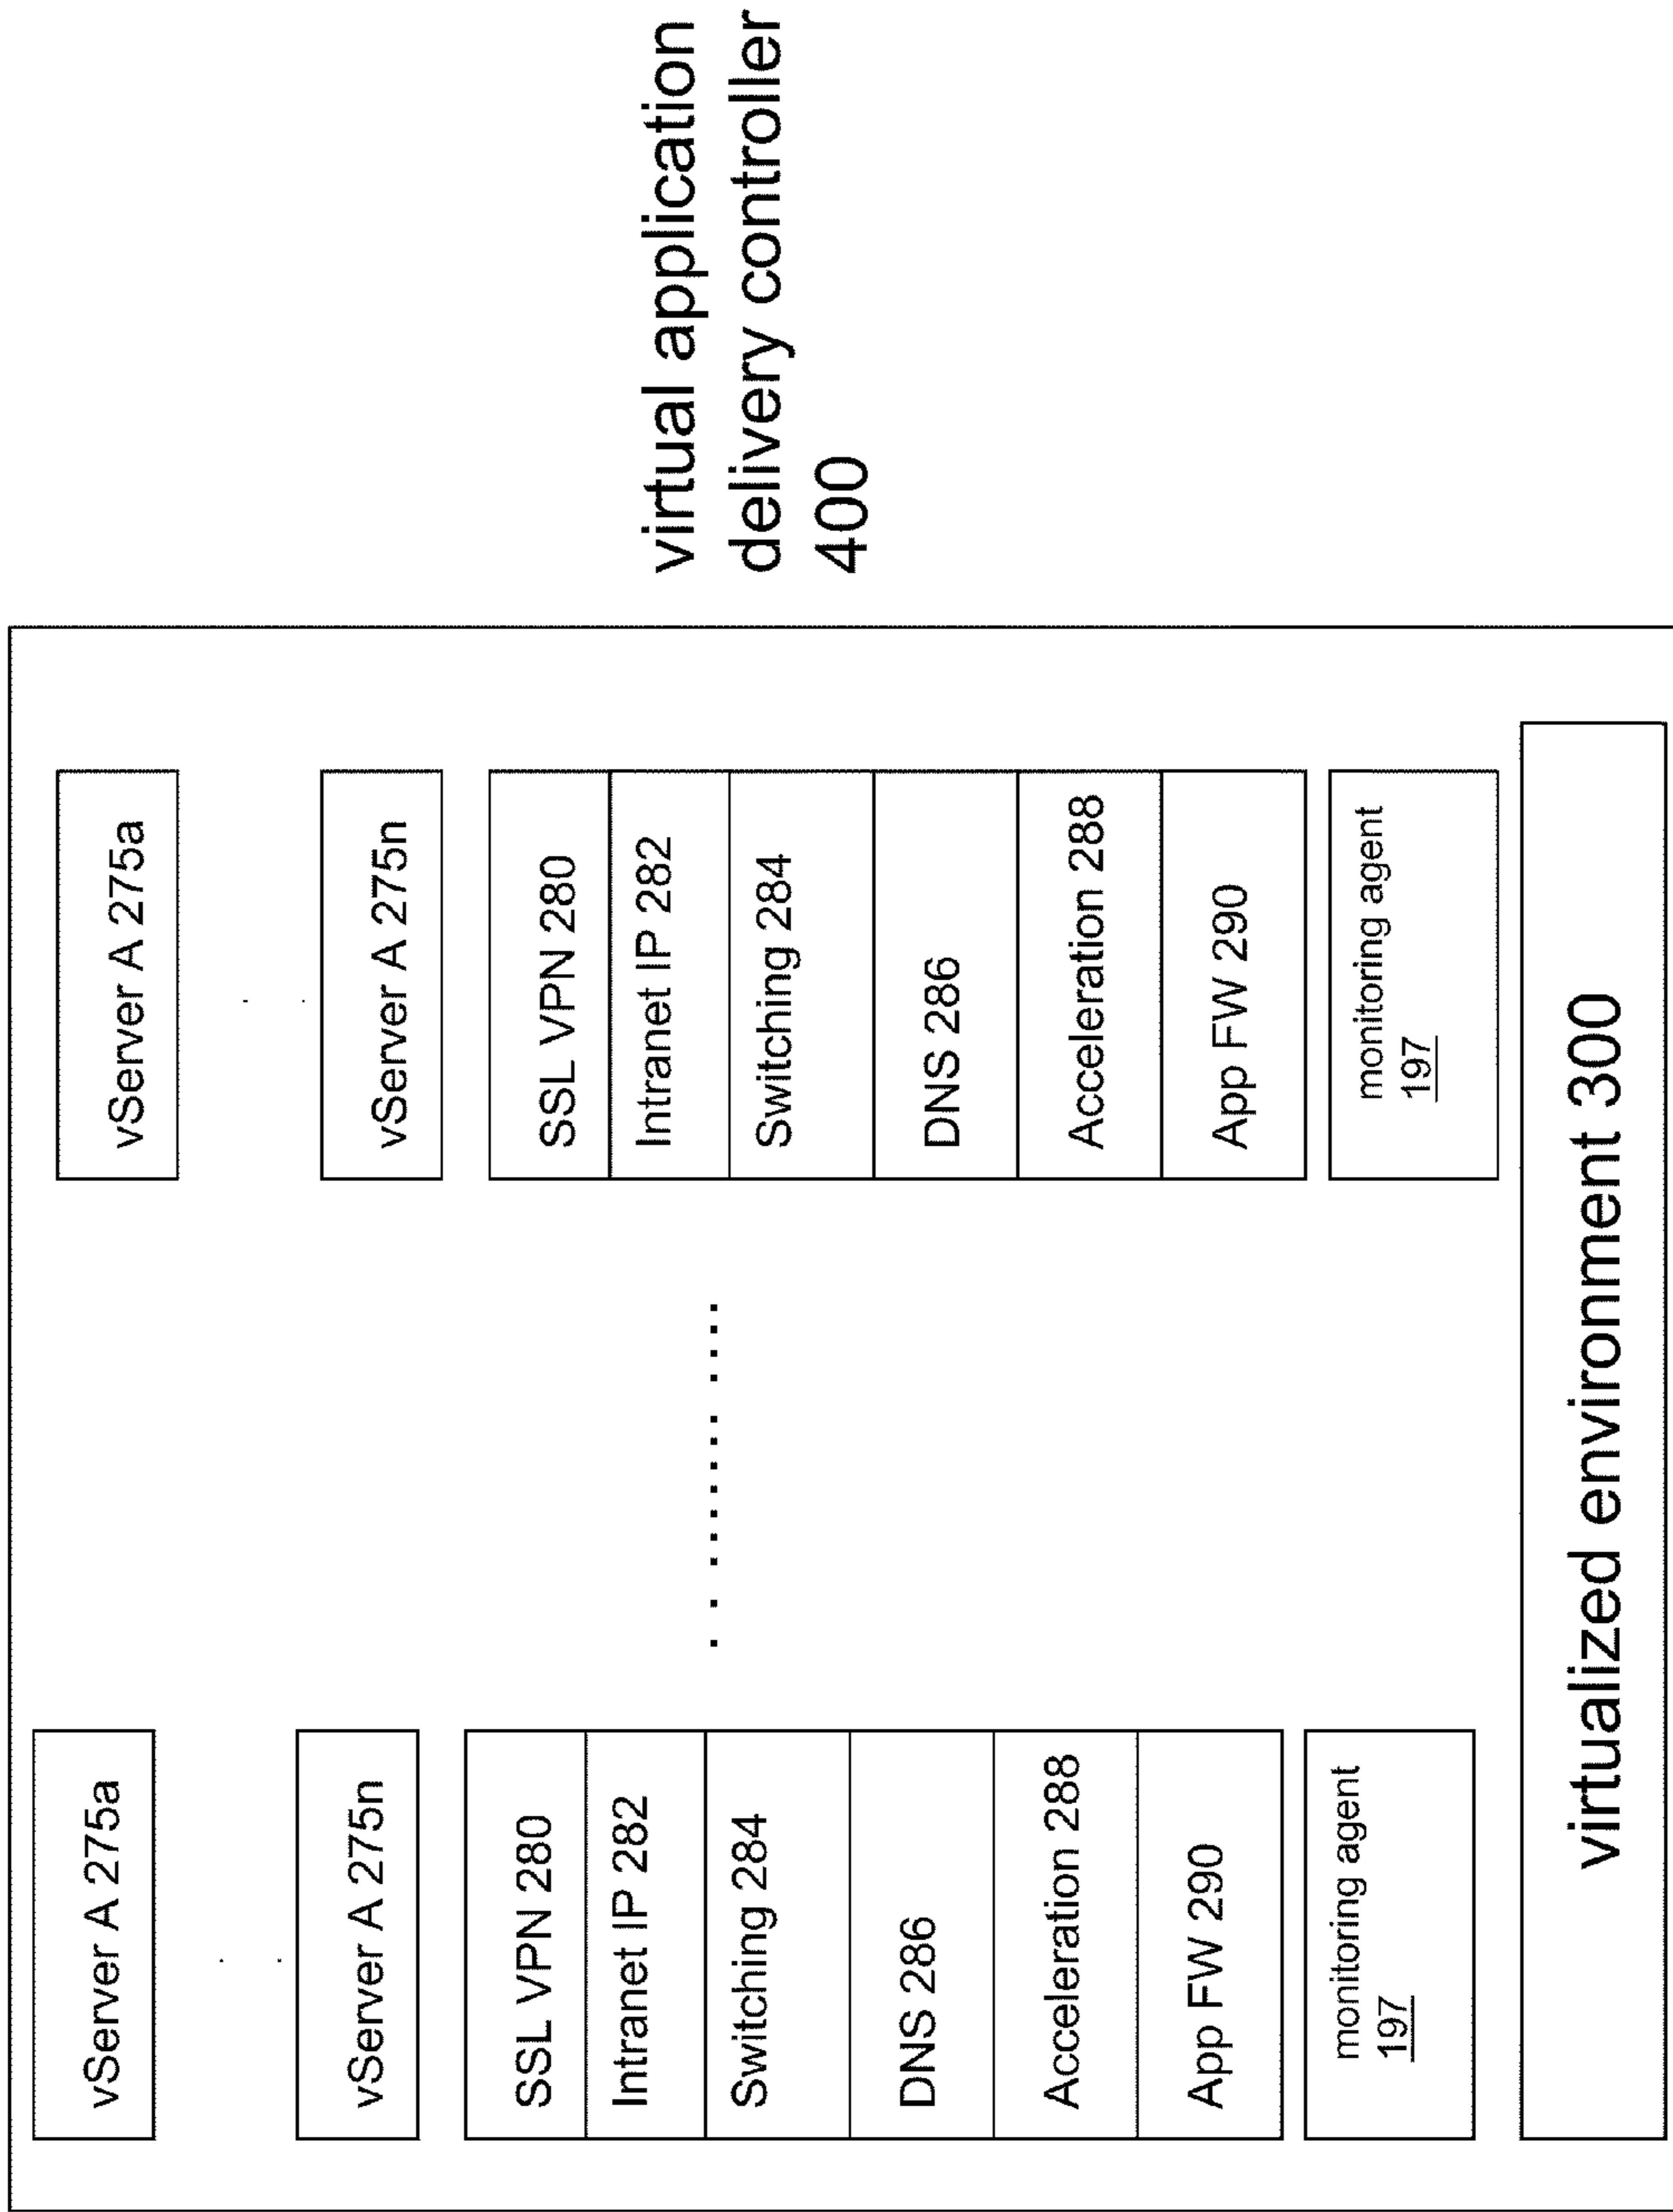 vServer A 275a
vServer A 275n
SSL VPN 280
Intranet IP 282
Switching 284
DNS 286
Acceleration 288
App FW 290
monitoring agent
197
vServer A 275a
vServer A 275n
SSL VPN 280
Intranet IP 282
Switching 284
DNS 286
Acceleration 288
App FW 290
monitoring agent
197
virtualized environment 300
virtual application
delivery controller
400